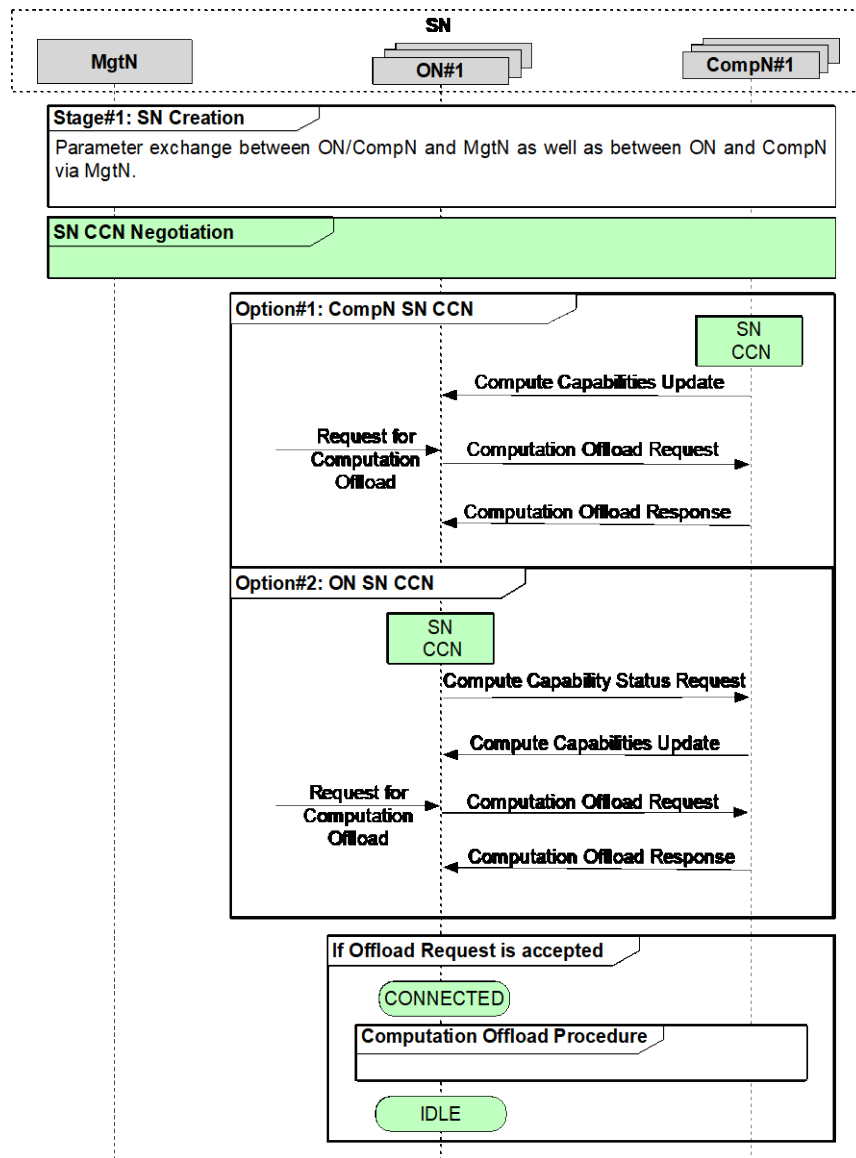 SN
MgtN
ON#1
CompN#1
Stage#1: SN Creation
Parameter exchange between ON/CompN and MgtN as well as between ON and CompN
via MgtN.
SN CCN Negotiation
Option#1: CompN SN CCN
SN
CCN
Compute Capabilities Update
Request for
Computation
Offload
Computation Offload Request
Computation Offload Response
Option#2: ON SN CCN
SN
CCN
Compute Capability Status Request
Compute Capabilities Update
Request for
Computation
Offload
Computation Offload Request
Computation Offload Response
If Offload Request is accepted
CONNECTED
Computation Offload Procedure
IDLE